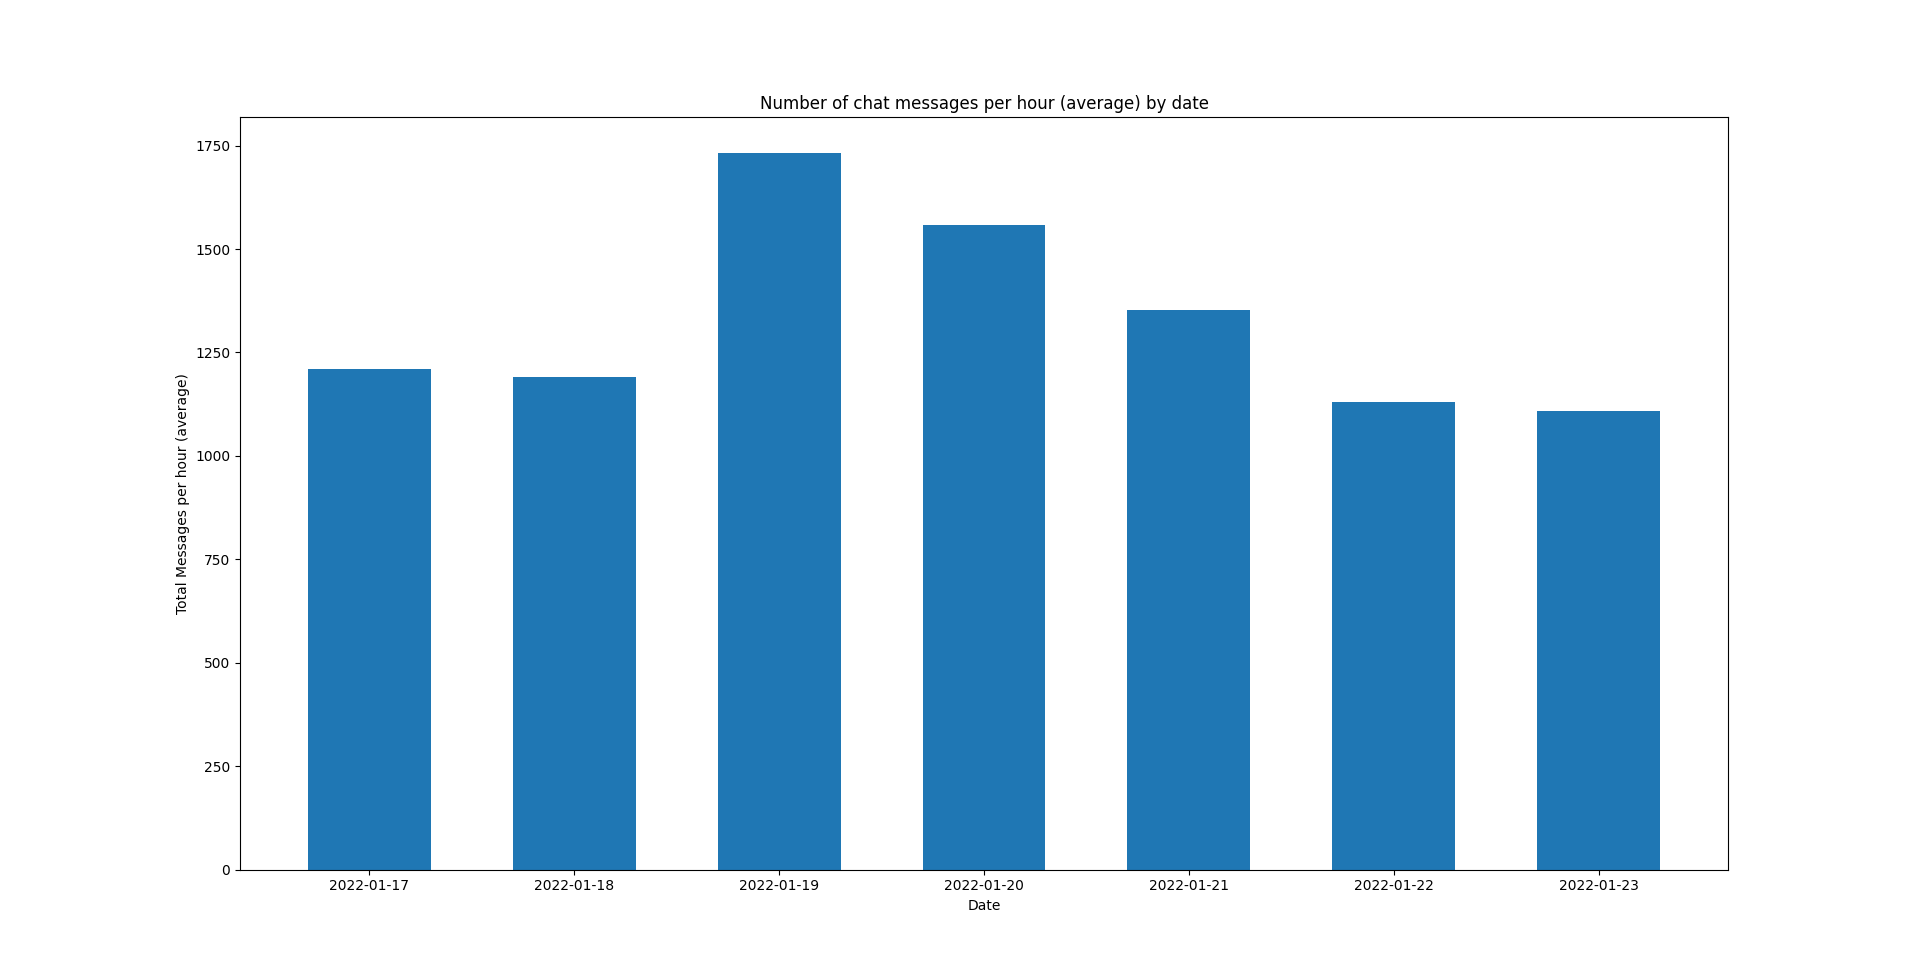 Number of chat messages per hour (average) by date
Total Messages per hour (average)
1750
1500
1250
1000
750
500
250
0
2022-01-17 2022-01-18 2022-01-19 2022-01-20 2022-01-21 2022-01-22 2022-01-23
Date